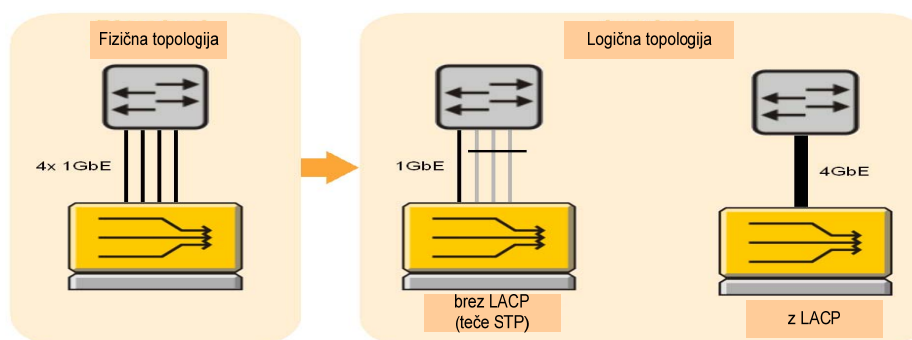 Fizična topologija
Logična topologija
4x 1GbE
1GbE
4GbE
brez LACP
(teče STP)
z LACP